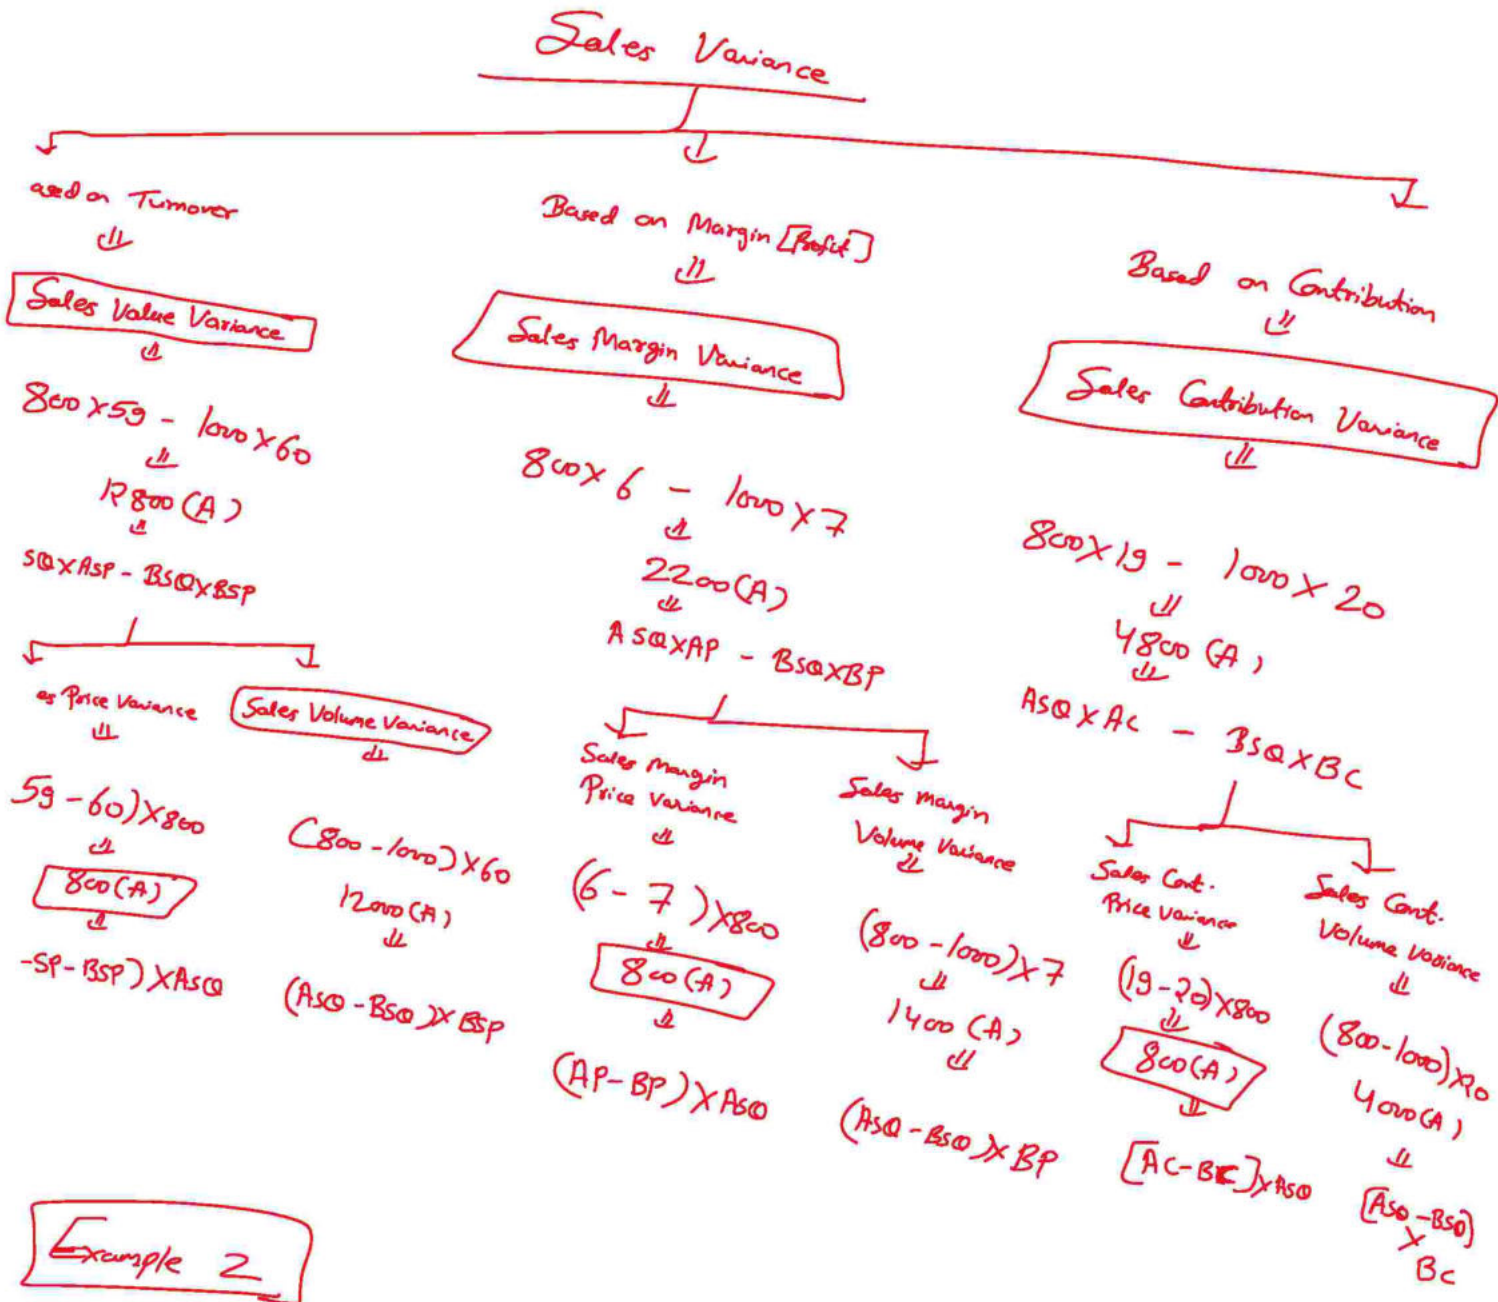 Sales Variance
ased on Turnover
Sales Value Variance
800 X 59 - 1000 X 60
12800 (A)
SQ X ASP - BSQ X BSP
es Price Variance
59 - 60) X 800
800 (A)
-SP - BSP) X ASQ
Sales Volume Variance
(800 - 1000) X 60
12000 (A)
(ASQ - BSQ) X BSP
Based on Margin [Profit]
Sales Margin Variance
800 X 6 - 1000 X 7
2200 (A)
ASQ X AP - BSQ X BP
Sales Margin
Price Variance
(6 - 7) X 800
800 (A)
(AP - BP) X ASQ
Sales Margin
Volume Variance
(800 - 1000) X 7
1400 (A)
(ASQ - BSQ) X BP
Based on Contribution
Sales Contribution Variance
800 X 19 - 1000 X 20
4800 (A)
ASQ X AC - BSQ X BC
Sales Cont.
Price Variance
(19 - 20) X 800
800 (A)
[AC - BC] X ASQ
Sales Cont.
Volume Variance
(800 - 1000) X 20
4000 (A)
[ASQ - BSQ]
X
BC
Example 2